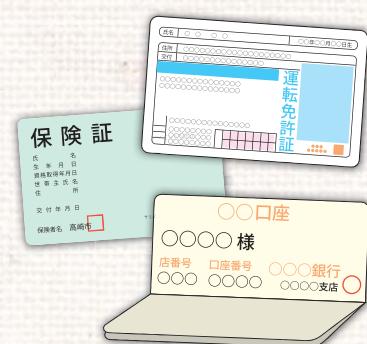 氏名 ○ ○ ○ ○ ○○年○○月○○日生
住所 ○○○○○○○○○○○○○○○○○○○
交付 ○○○○○○○○○○○○○○
運転免許証
保険証
氏 名
生年月日
資格取得年月日
世帯主氏名
住 所
交付年月日
保険者名 高崎市
○○口座
○○○○様
店番号 口座番号 ○○○銀行
○○○ ○○○○ ○○○○支店